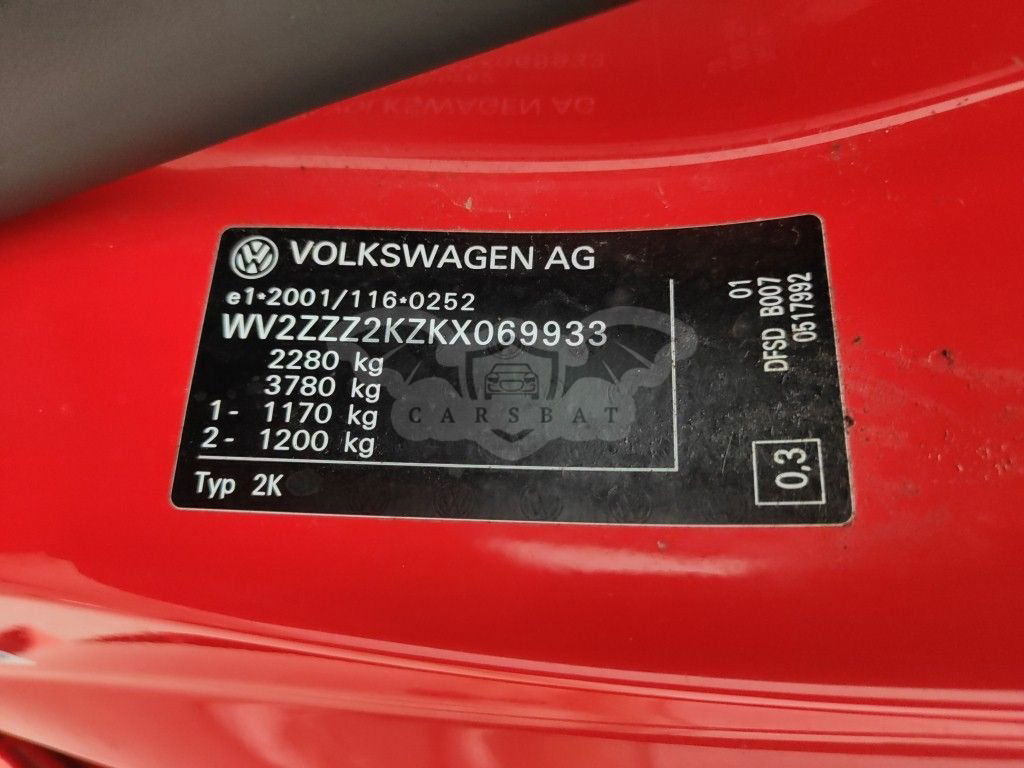 VOLKSWAGEN AG
e1*2001/116*0252
WV2ZZZ2KZKX069933
2280 kg
3780 kg
1- 1170 kg
2- 1200 kg
Typ 2K
01
DFSD B007
0517992
0,3
CARSBAT